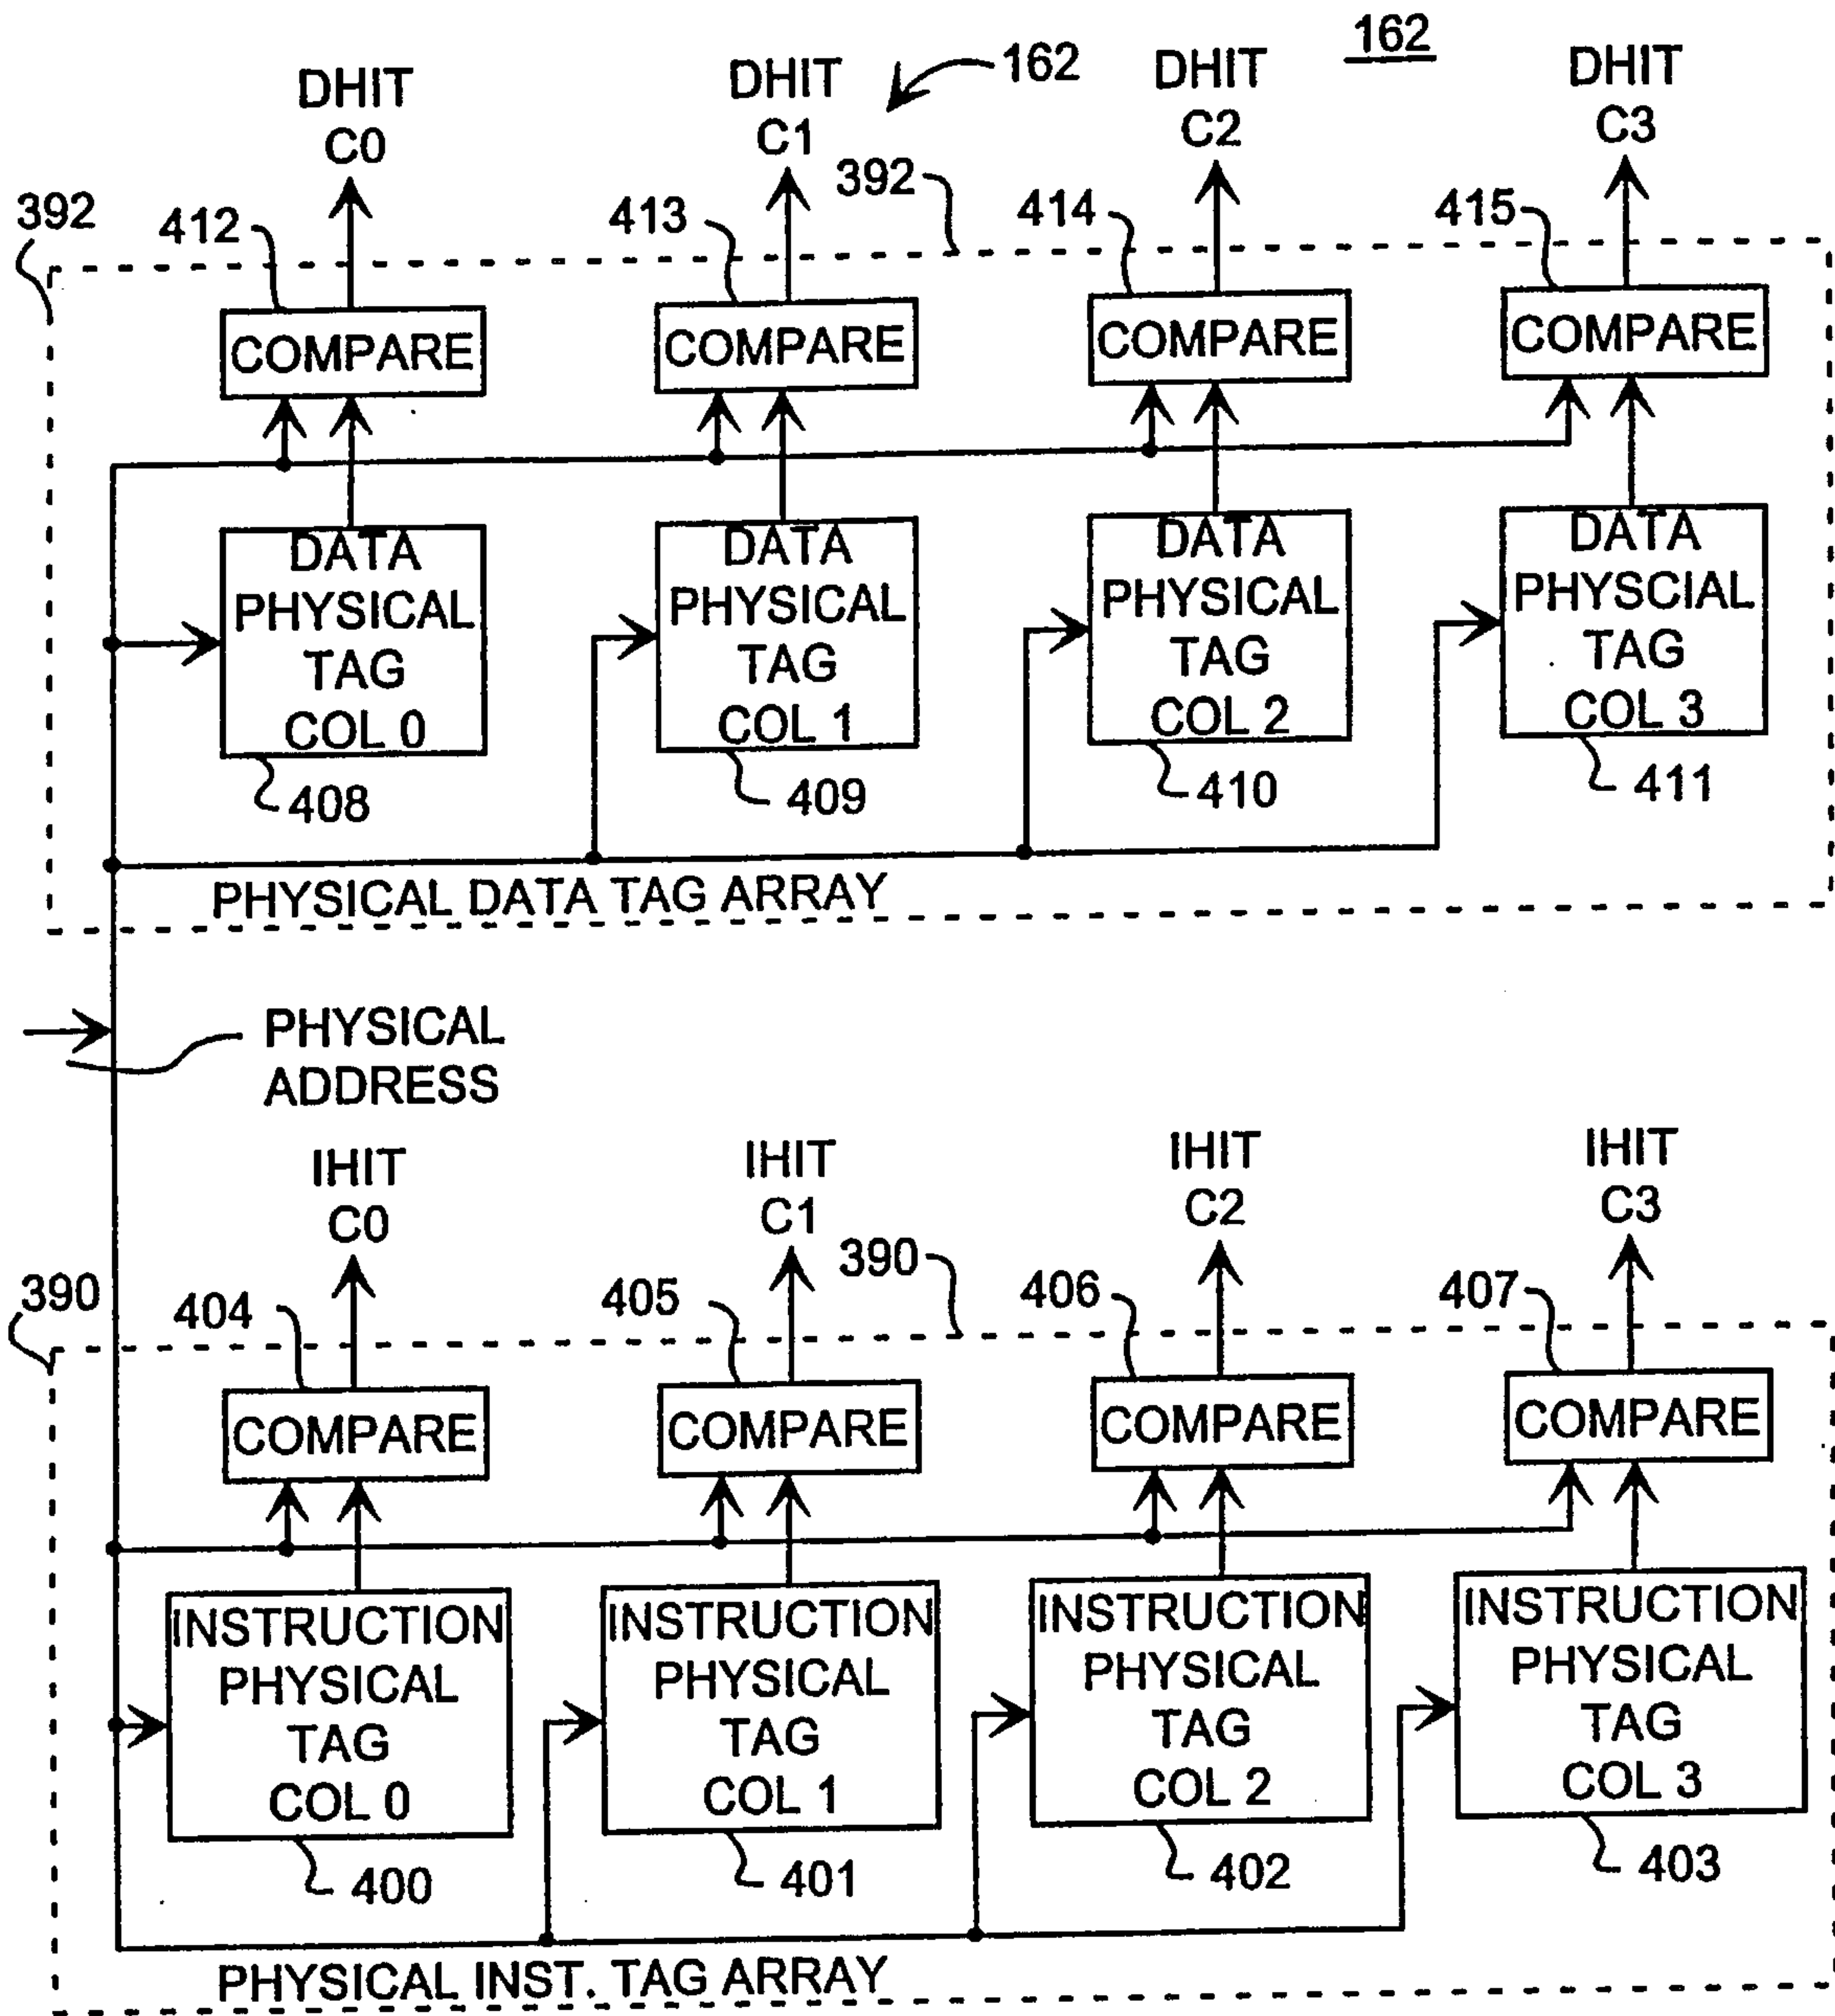 162
DHIT
C0
DHIT
C1
162
DHIT
C2
DHIT
C3
392
392
412
413
414
415
COMPARE
COMPARE
COMPARE
COMPARE
DATA
PHYSICAL
TAG
COL 0
DATA
PHYSICAL
TAG
COL 1
DATA
PHYSICAL
TAG
COL 2
DATA
PHYSCIAL
TAG
COL 3
408
409
410
411
PHYSICAL DATA TAG ARRAY
PHYSICAL
ADDRESS
IHIT
C0
IHIT
C1
IHIT
C2
IHIT
C3
390
390
404
405
406
407
COMPARE
COMPARE
COMPARE
COMPARE
INSTRUCTION
PHYSICAL
TAG
COL 0
INSTRUCTION
PHYSICAL
TAG
COL 1
INSTRUCTION
PHYSICAL
TAG
COL 2
INSTRUCTION
PHYSICAL
TAG
COL 3
400
401
402
403
PHYSICAL INST. TAG ARRAY